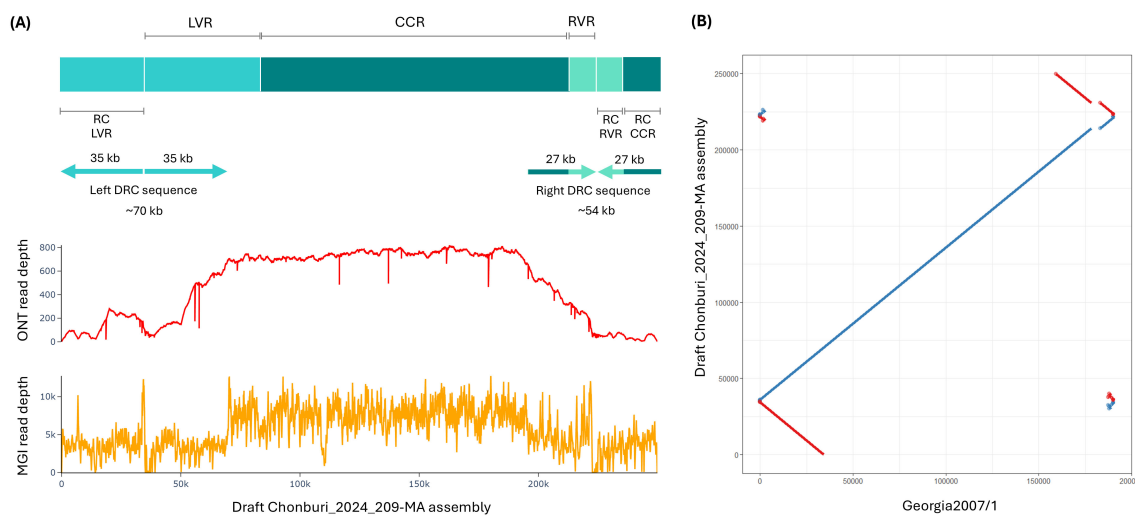 (A)
LVR
CCR
RVR
RC
LVR
RC
RVR
RC
CCR
35 kb
35 kb
Left DRC sequence
~70 kb
27 kb
27 kb
Right DRC sequence
~54 kb
ONT read depth
800
600
400
200
0
MGI read depth
10k
5k
0
0
50k
100k
150k
200k
Draft Chonburi_2024_209-MA assembly
(B)
Draft Chonburi_2024_209-MA assembly
250000
200000
150000
100000
50000
0
0
50000
100000
150000
20000
Georgia2007/1